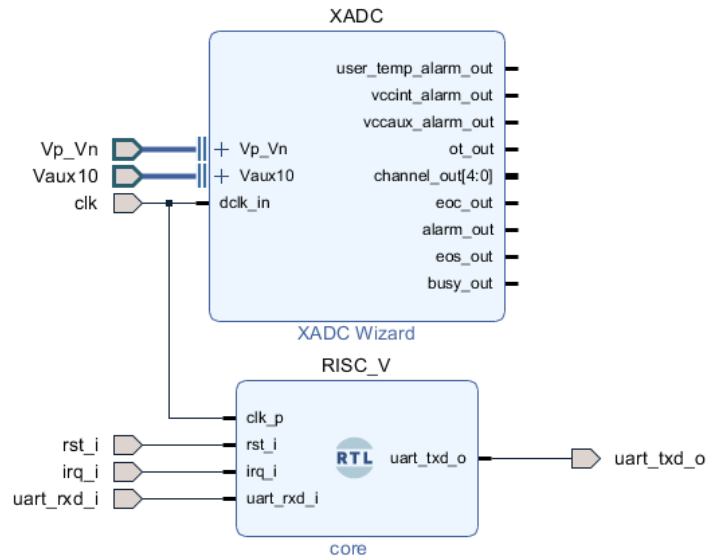 XADC
user_temp_alarm_out
vccint_alarm_out
vccaux_alarm_out
Vp_Vn
Vp_Vn
ot_out
Vaux10
Vaux10
channel_out[4:0]
clk
dclk_in
eoc_out
alarm_out
eos_out
busy_out
XADC Wizard
RISC_V
clk_p
rst_i
rst_i
RTL
uart_txd_o
uart_txd_o
irq_i
irq_i
uart_rxd_i
uart_rxd_i
core